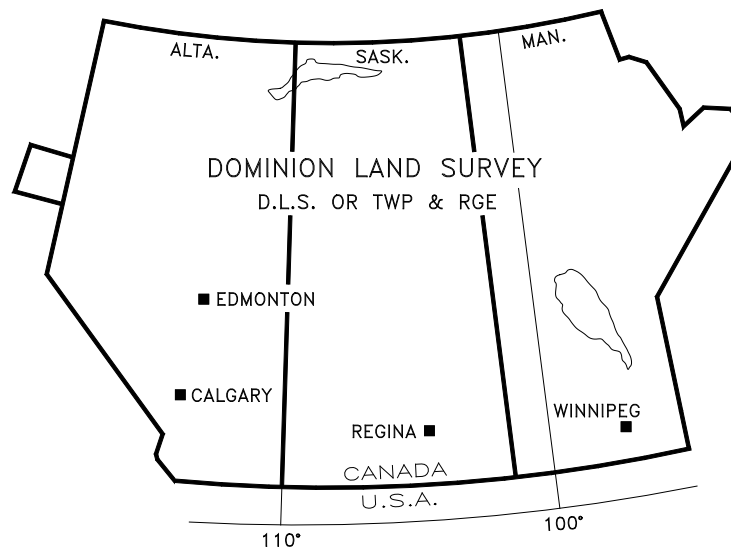 ALTA.
SASK.
MAN.
DOMINION LAND SURVEY
D.L.S. OR TWP & RGE
EDMONTON
CALGARY
REGINA
WINNIPEG
CANADA
U.S.A.
110°
100°